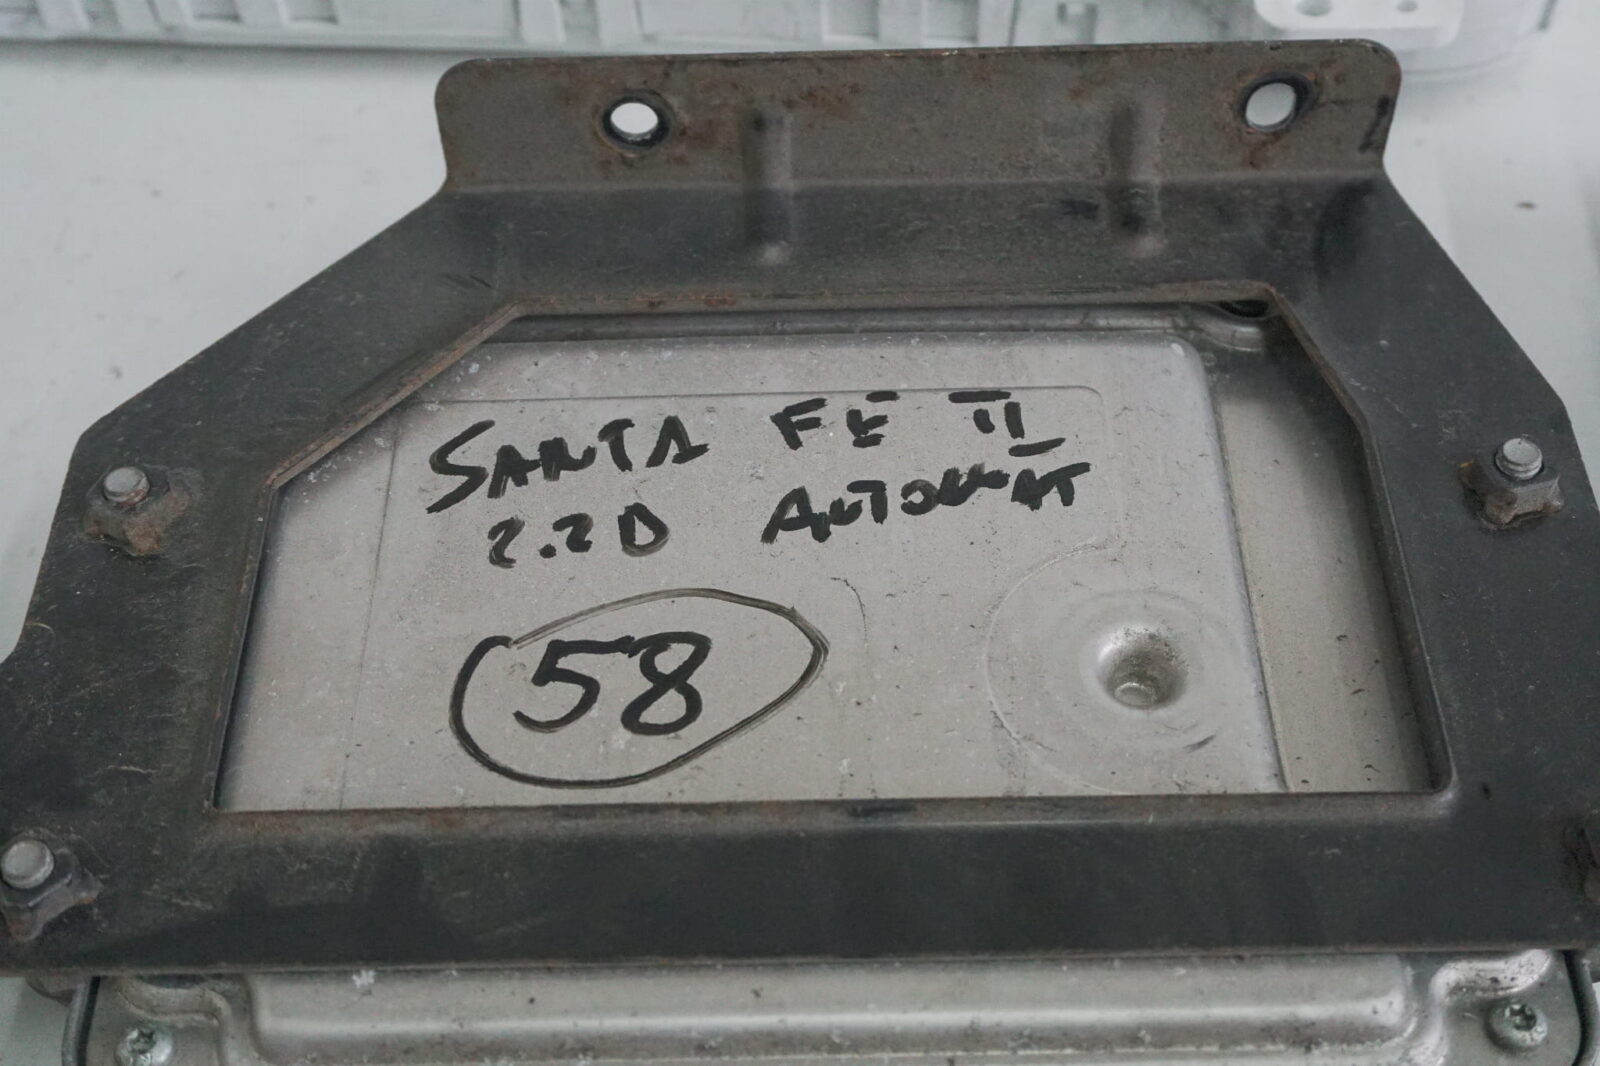 SANTA FE II
2.2D AUTOMAT
58